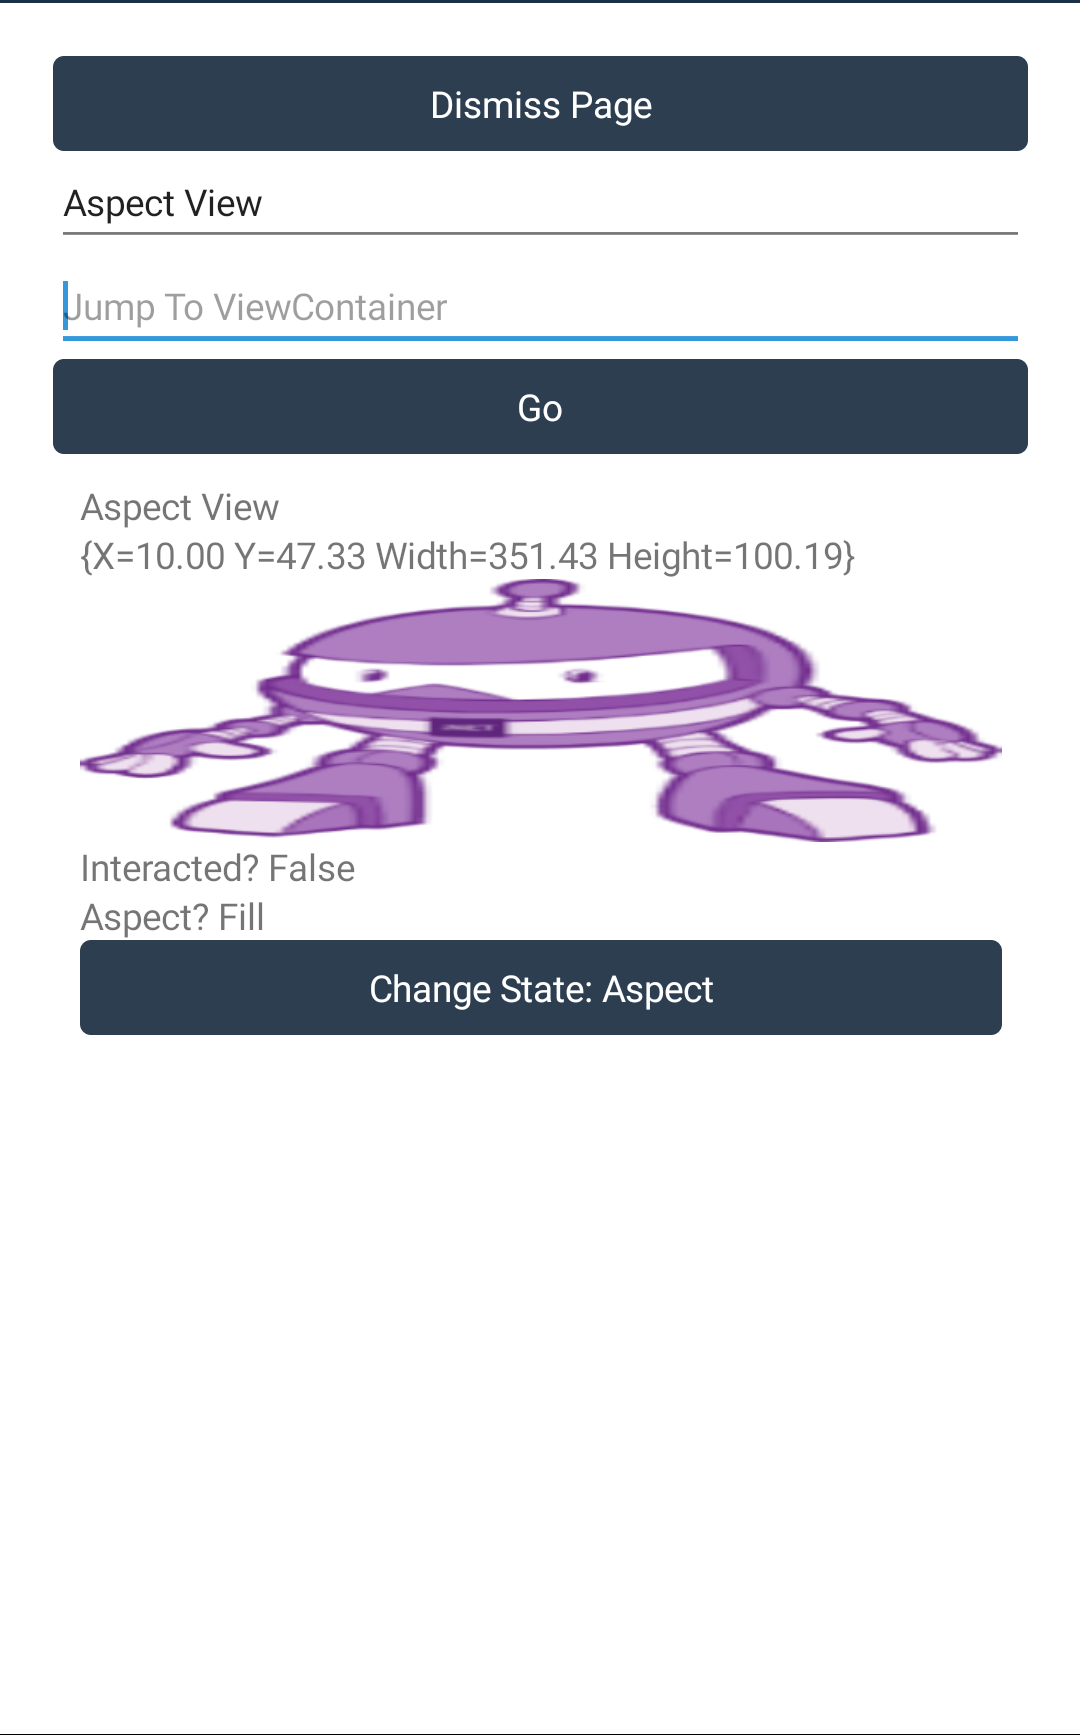 Dismiss Page
Aspect View
Jump To ViewContainer
Go
Aspect View
{X=10.00 Y=47.33 Width=351.43 Height=100.19}
Interacted? False
Aspect? Fill
Change State: Aspect